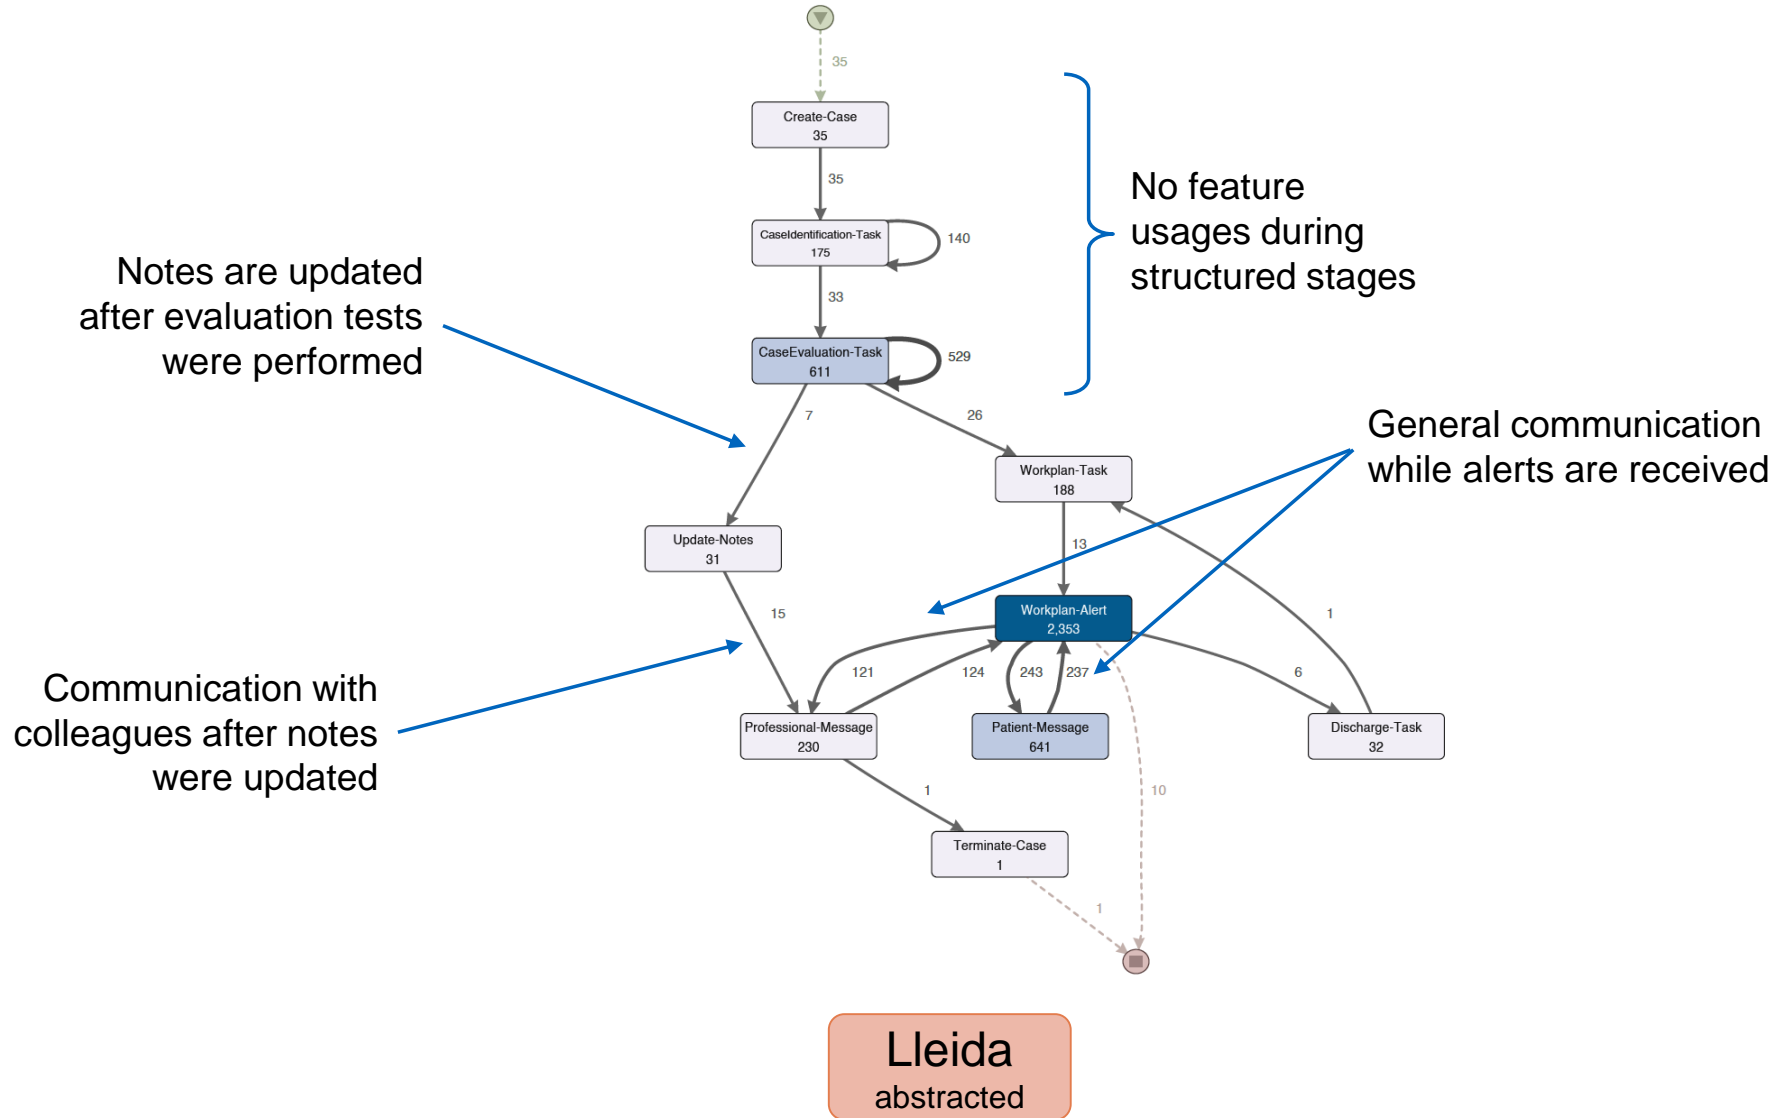 35
Create-Case
35
35
CaseIdentification-Task
175
140
33
CaseEvaluation-Task
611
529
No feature
usages during
structured stages
Notes are updated
after evaluation tests
were performed
7
26
General communication
while alerts are received
Workplan-Task
188
Update-Notes
31
13
15
Workplan-Alert
2,353
1
121
124
243
237
6
10
Communication with
colleagues after notes
were updated
Professional-Message
230
Patient-Message
641
Discharge-Task
32
1
Terminate-Case
1
1
Lleida
abstracted